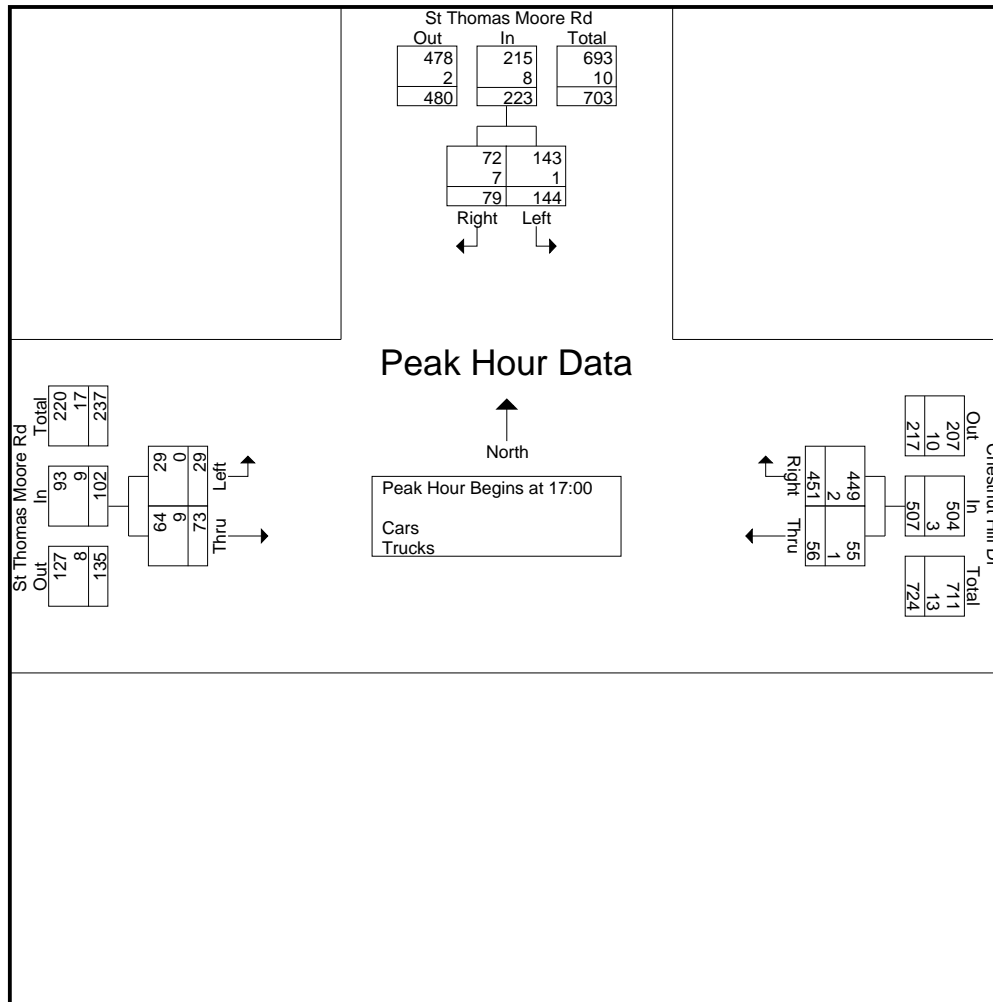 St Thomas Moore Rd
Out In Total
478 215 693
2 8 10
480 223 703
72 143
7 1
79 144
Right Left
Peak Hour Data
North
Peak Hour Begins at 17:00
Cars
Trucks
St Thomas Moore Rd
Total In Out
220 93 127
17 9 8
237 102 135
29 64
0 9
29 73
Left Thru
Out In Total
207 504 711
10 3 13
217 507 724
449 55
2 1
451 56
Right Thru